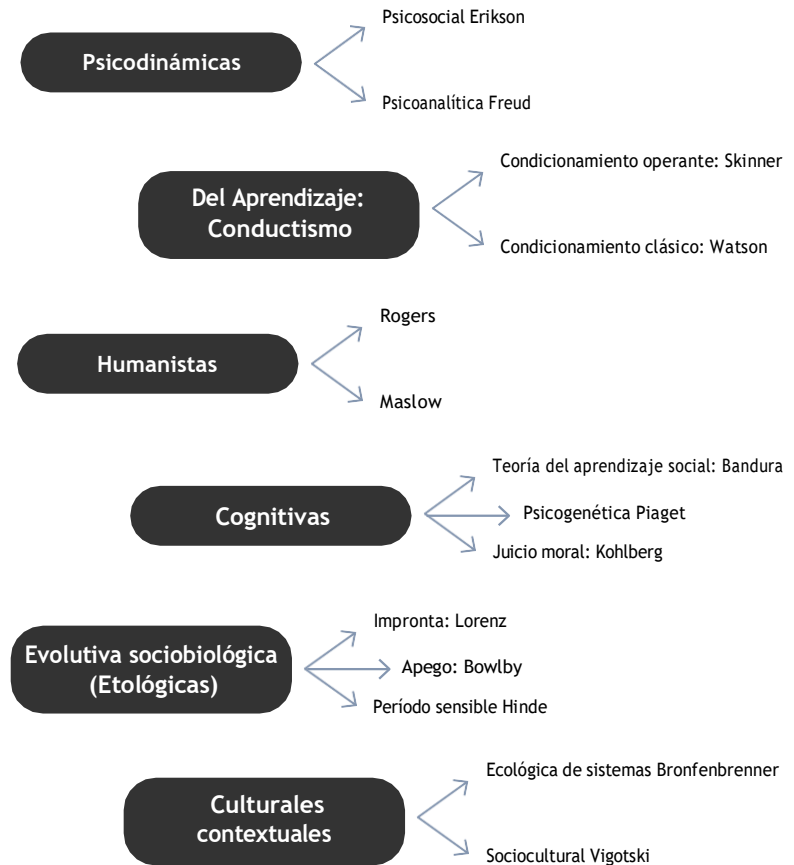 Psicodinámicas
Psicosocial Erikson
Psicoanalítica Freud
Del Aprendizaje:
Conductismo
Condicionamiento operante: Skinner
Condicionamiento clásico: Watson
Humanistas
Rogers
Maslow
Cognitivas
Teoría del aprendizaje social: Bandura
Psicogenética Piaget
Juicio moral: Kohlberg
Evolutiva sociobiológica
(Etológicas)
Impronta: Lorenz
Apego: Bowlby
Período sensible Hinde
Culturales
contextuales
Ecológica de sistemas Bronfenbrenner
Sociocultural Vigotski